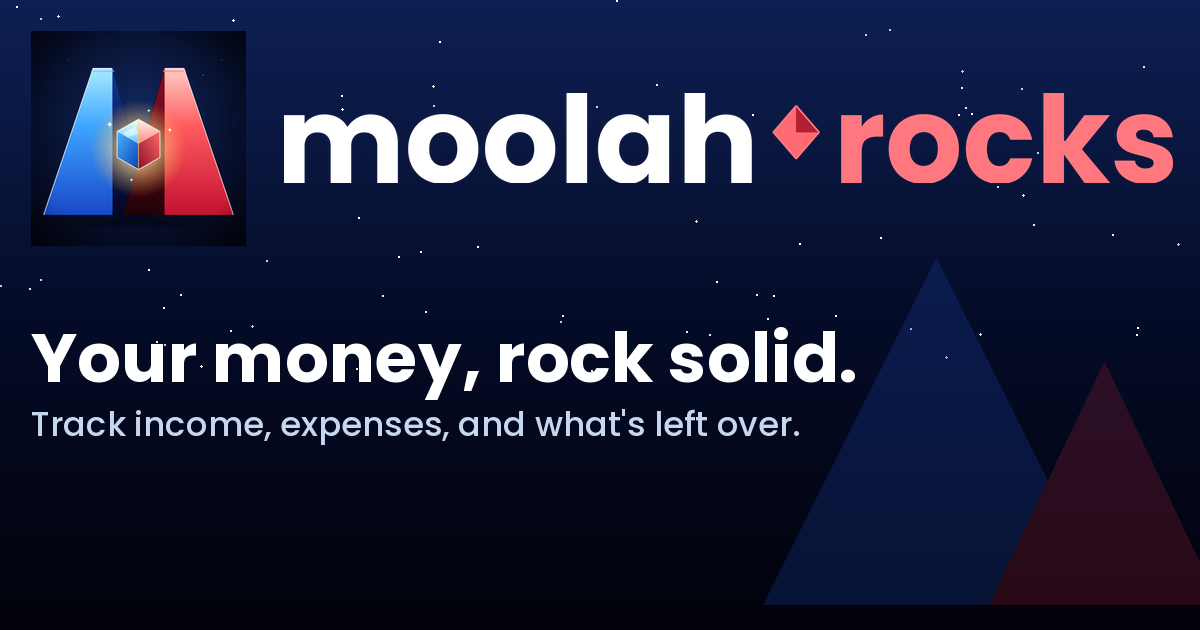 moolah rocks
Your money, rock solid.
Track income, expenses, and what's left over.